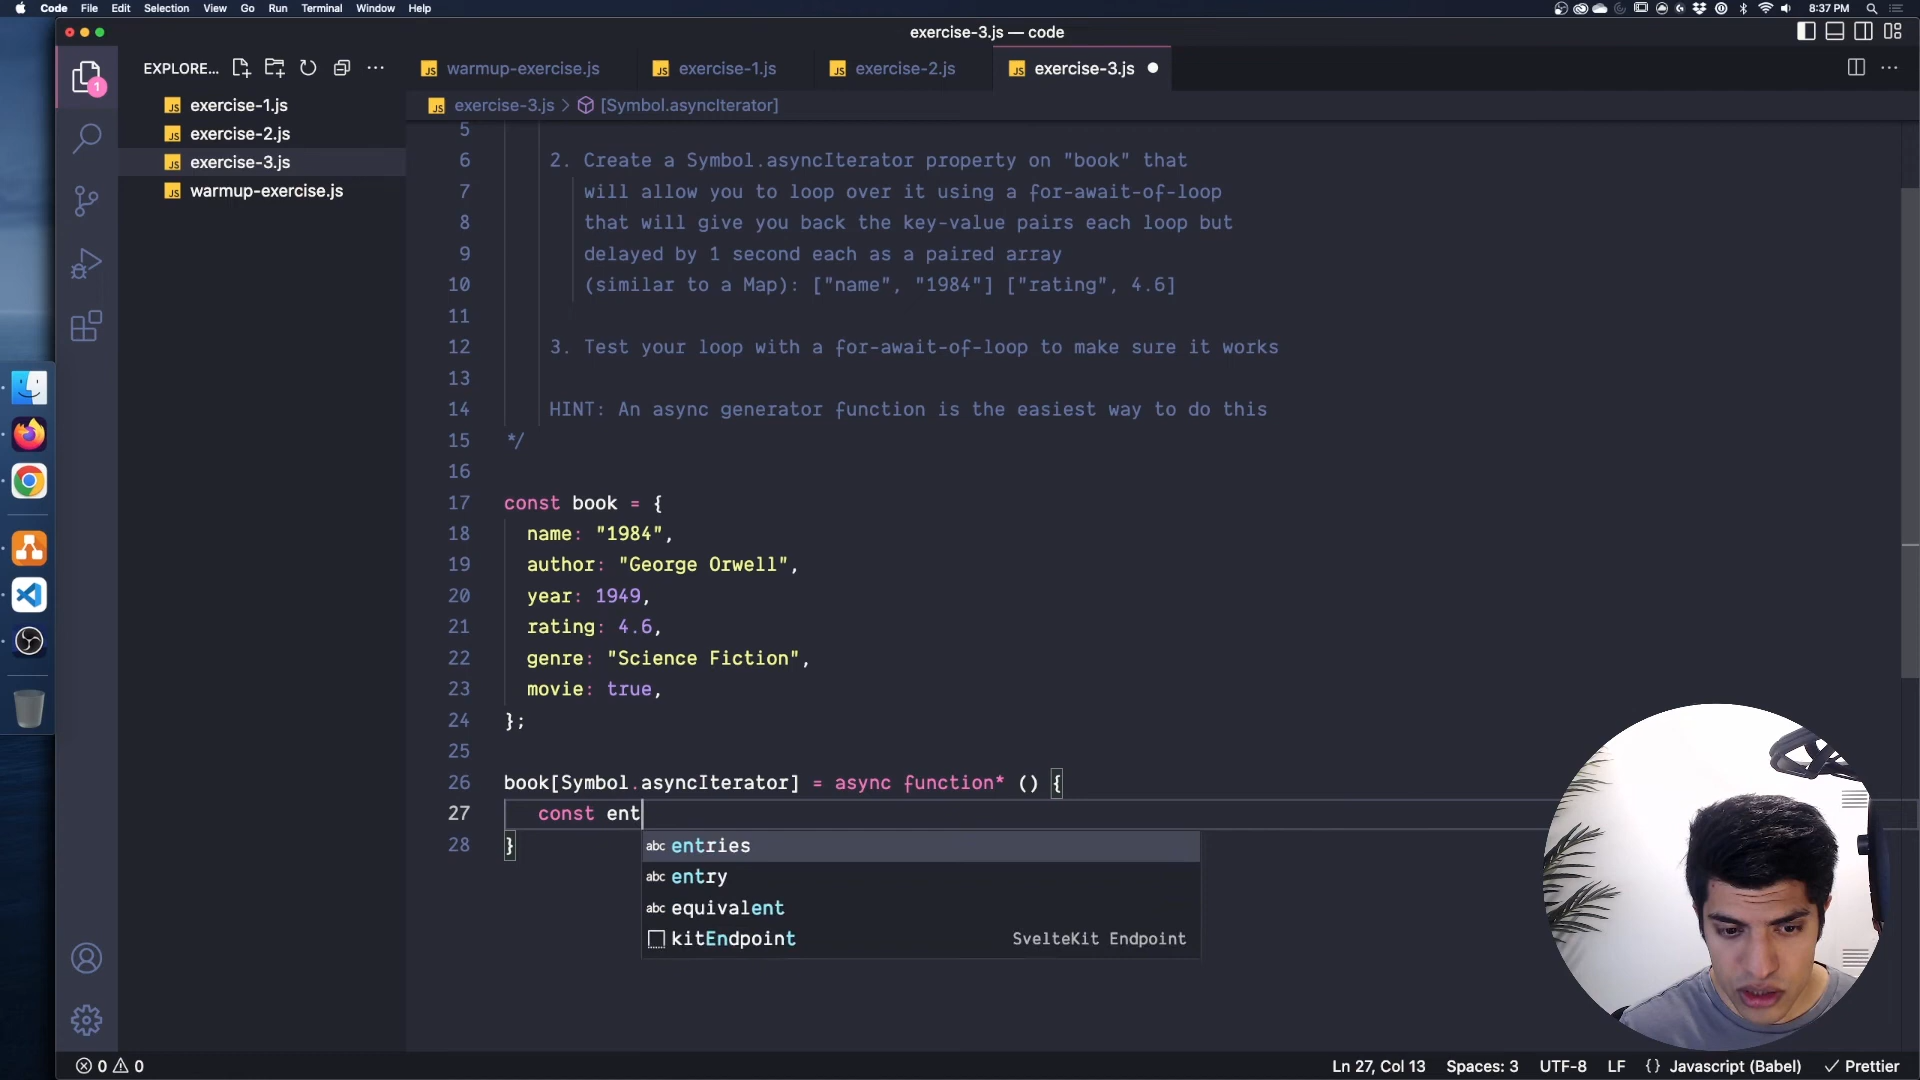 Code File Edit Selection View Go Run Terminal Window Help 8:37 PM
exercise-3.js — code
EXPLORE...
warmup-exercise.js exercise-1.js exercise-2.js exercise-3.js
exercise-3.js > [Symbol.asyncIterator]
1
exercise-1.js
exercise-2.js
exercise-3.js
warmup-exercise.js
5
6 2. Create a Symbol.asyncIterator property on "book" that
7 will allow you to loop over it using a for-await-of-loop
8 that will give you back the key-value pairs each loop but
9 delayed by 1 second each as a paired array
10 (similar to a Map): ["name", "1984"] ["rating", 4.6]
11
12 3. Test your loop with a for-await-of-loop to make sure it works
13
14 HINT: An async generator function is the easiest way to do this
15 */
16
17 const book = {
18 name: "1984",
19 author: "George Orwell",
20 year: 1949,
21 rating: 4.6,
22 genre: "Science Fiction",
23 movie: true,
24 };
25
26 book[Symbol.asyncIterator] = async function* () {
27 const ent
28 }
abc entries
abc entry
abc equivalent
kitEndpoint SvelteKit Endpoint
0 0 Ln 27, Col 13 Spaces: 3 UTF-8 LF {} Javascript (Babel) ✓ Prettier